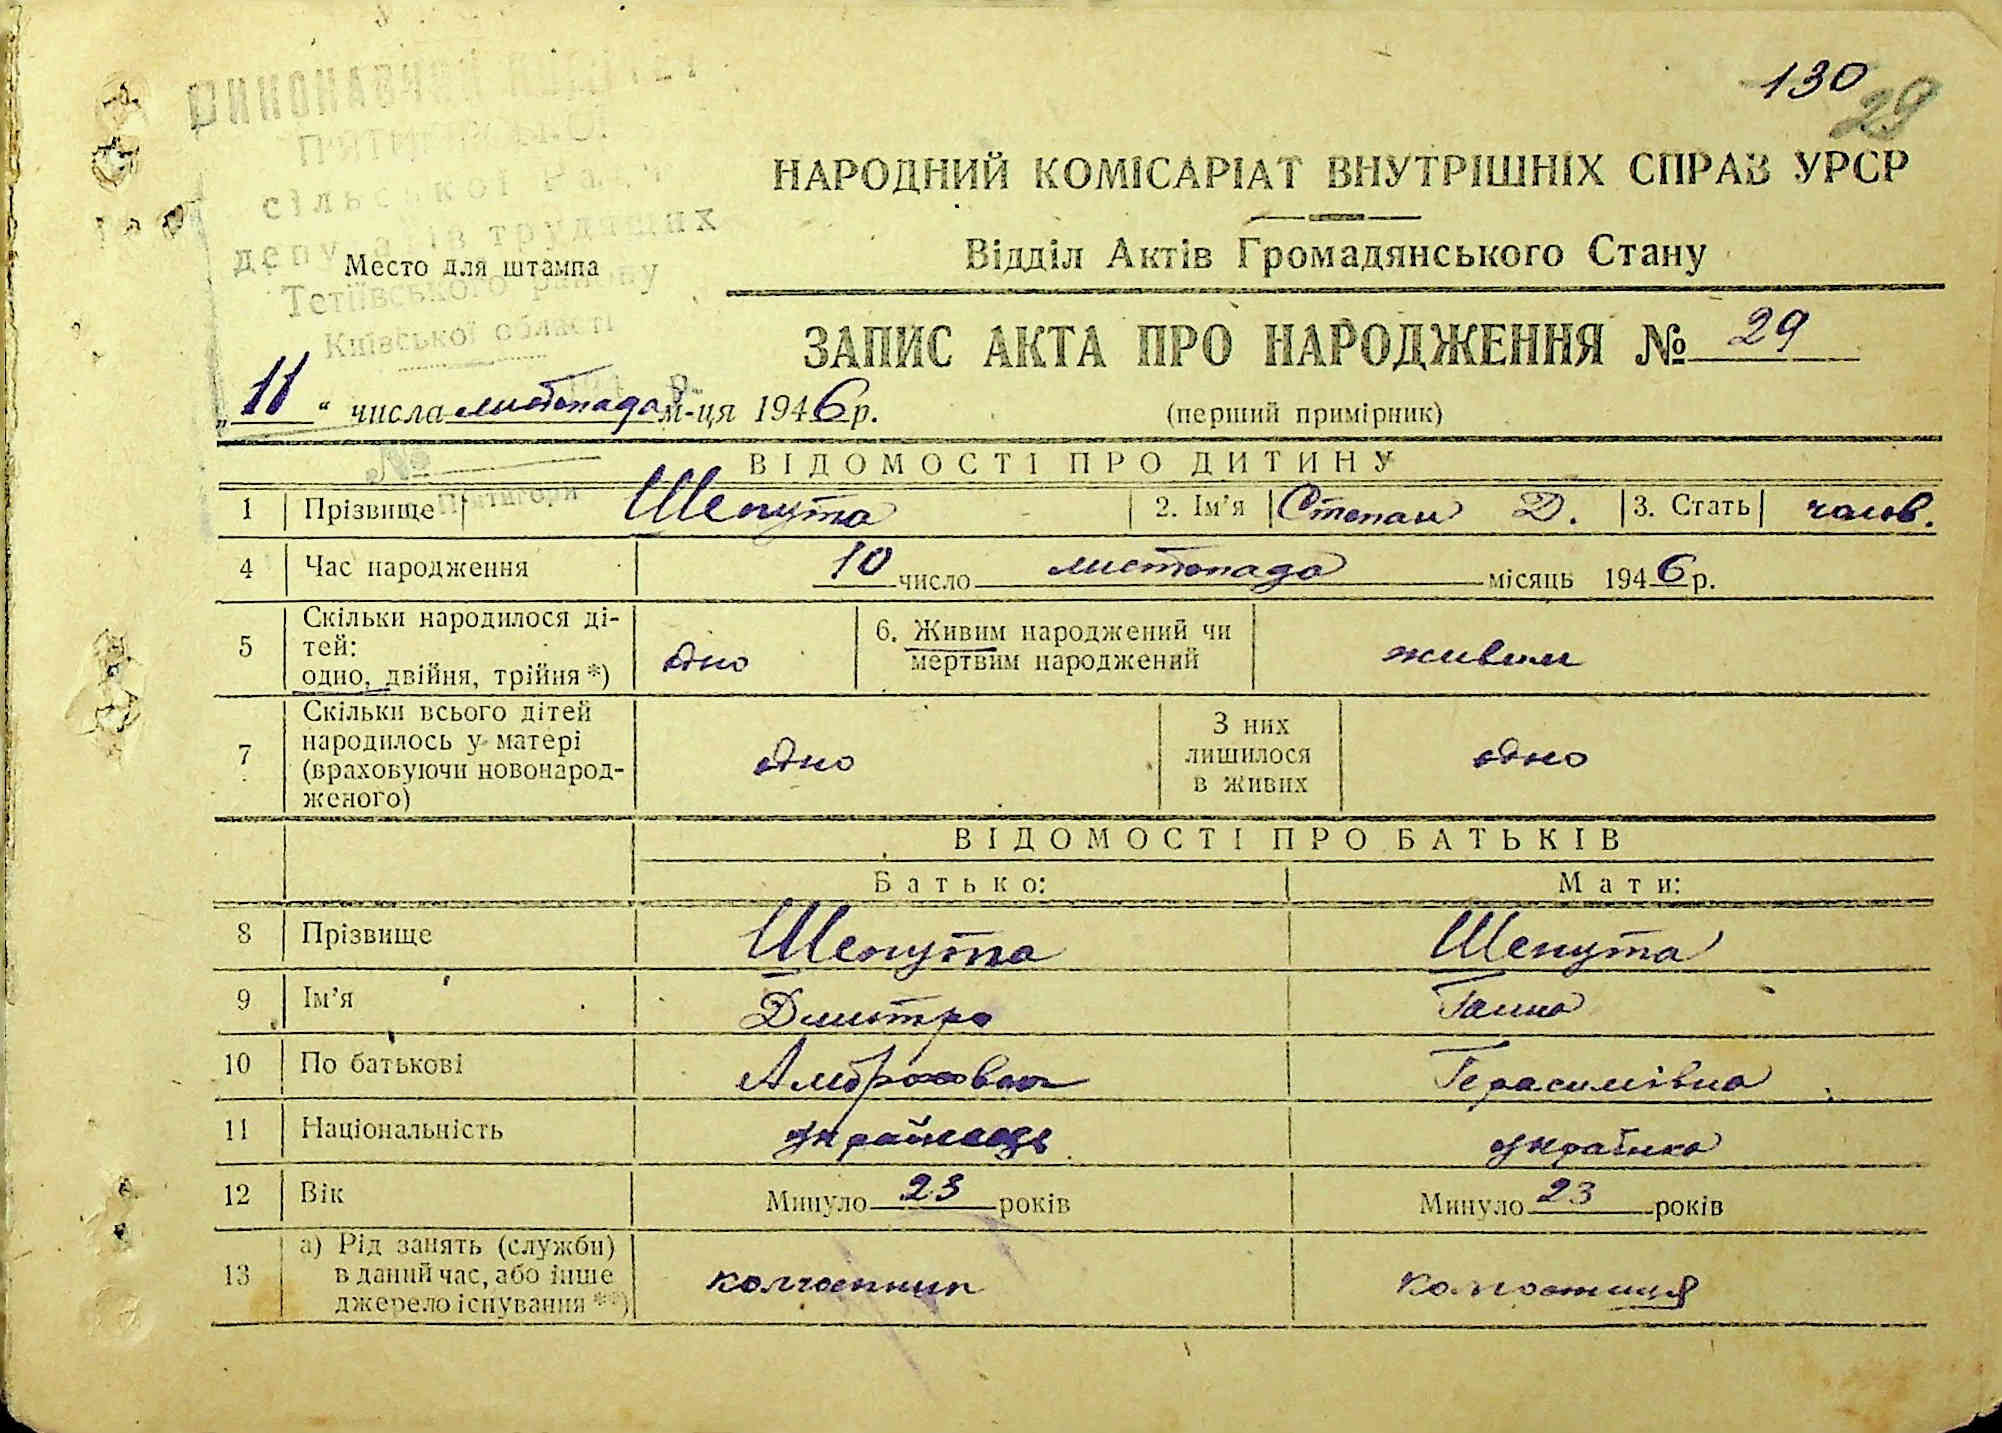 130
29
ВИКОНАВЧИЙ КОМІТЕТ
сільської Ради
депутатів трудящих
Тетіївського району
Київської області
Место для штампа
НАРОДНИЙ КОМІСАРІАТ ВНУТРІШНІХ СПРАВ УРСР
Відділ Актів Громадянського Стану
ЗАПИС АКТА ПРО НАРОДЖЕННЯ № 29
„11“ числа листопада м-ця 1946 р. (перший примірник)
№
ВІДОМОСТІ ПРО ДИТИНУ
1 Прізвище Шепута 2. Ім'я Степан Д. 3. Стать чолов.
4 Час народження 10 число листопада місяць 1946 р.
5 Скільки народилося ді-
тей:
одно, двійня, трійня *) одно 6. Живим народжений чи
мертвим народжений живим
7 Скільки всього дітей
народилось у матері
(враховуючи новонарод-
женого) одно З них
лишилося
в живих одно
ВІДОМОСТІ ПРО БАТЬКІВ
Батько: Мати:
8 Прізвище Шепута Шепута
9 Ім'я Дмитро Ганна
10 По батькові Герасимівна
11 Національність українець українка
12 Вік Минуло 23 років Минуло 23 років
13 а) Рід занять (служби)
в даний час, або інше
джерело існування **) колгоспник колгоспниця